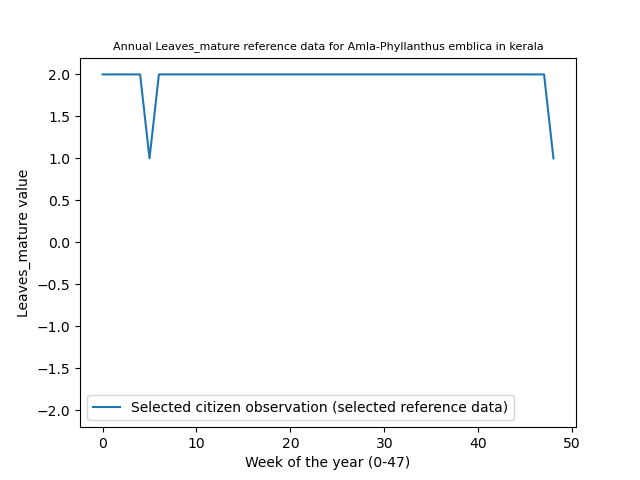 Annual Leaves_mature reference data for Amla-Phyllanthus emblica in kerala
2.0
1.5
1.0
0.5
0.0
−0.5
−1.0
−1.5
−2.0
Leaves_mature value
Selected citizen observation (selected reference data)
0 10 20 30 40 50
Week of the year (0-47)